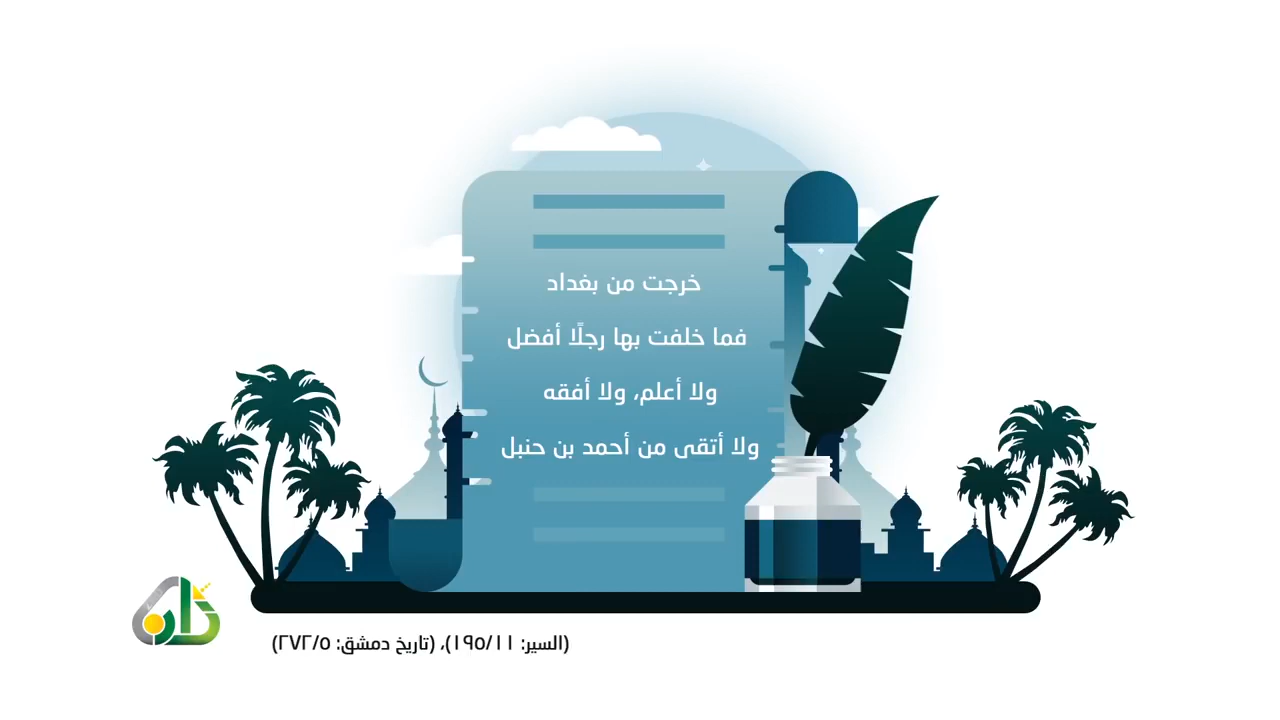 خرجت من بغداد
فما خلفت بها رجلًا أفضل
ولا أعلم، ولا أفقه
ولا أتقى من أحمد بن حنبل
(السير: ١٩٥/١١)، (تاريخ دمشق: ٢٧٢/٥)